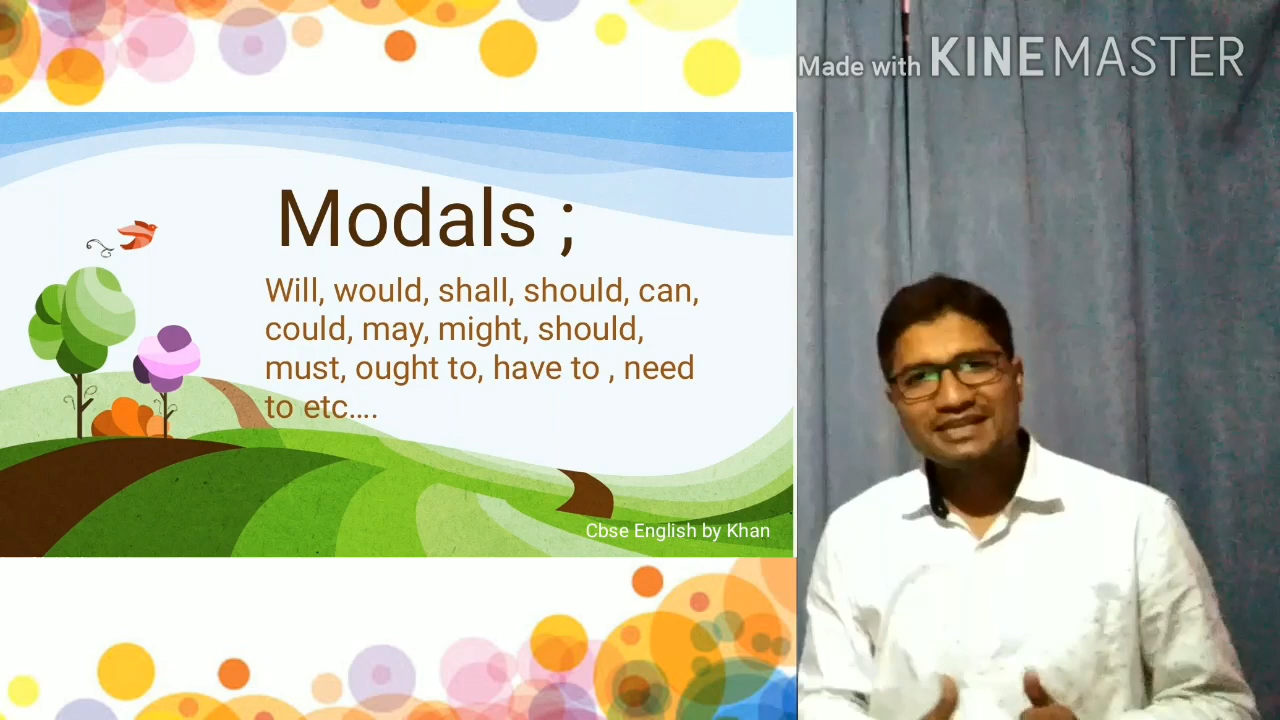 Made with KINEMASTER
Modals ;
Will, would, shall, should, can,
could, may, might, should,
must, ought to, have to , need
to etc....
Cbse English by Khan